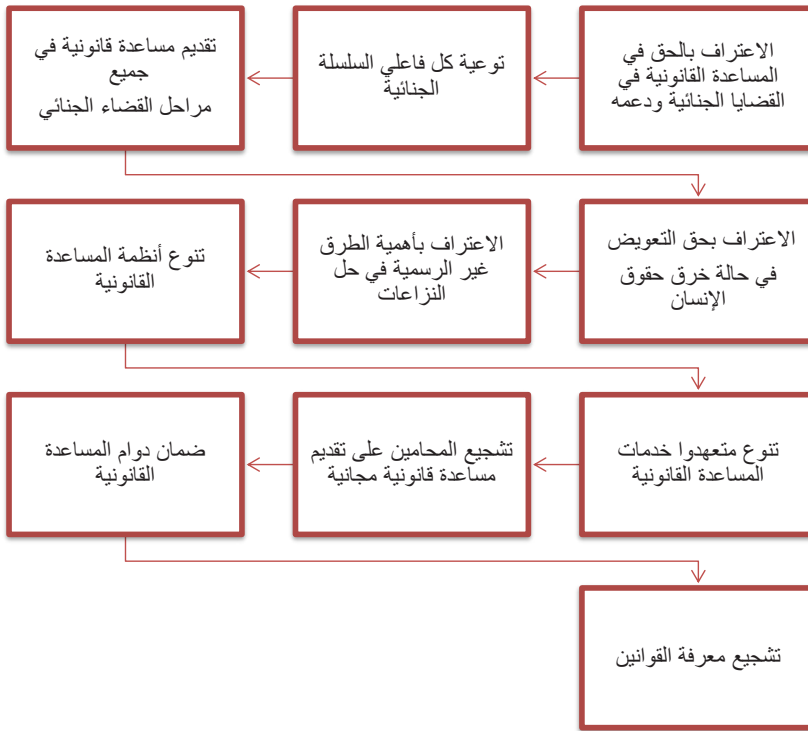 الاعتراف بالحق في
المساعدة القانونية في
القضايا الجنائية ودعمه
توعية كل فاعلي السلسلة
الجنائية
تقديم مساعدة قانونية في
جميع
مراحل القضاء الجنائي
الاعتراف بحق التعويض
في حالة خرق حقوق
الإنسان
الاعتراف بأهمية الطرق
غير الرسمية في حل
النزاعات
تنوع أنظمة المساعدة
القانونية
تنوع متعهدوا خدمات
المساعدة القانونية
تشجيع المحامين على تقديم
مساعدة قانونية مجانية
ضمان دوام المساعدة
القانونية
تشجيع معرفة القوانين